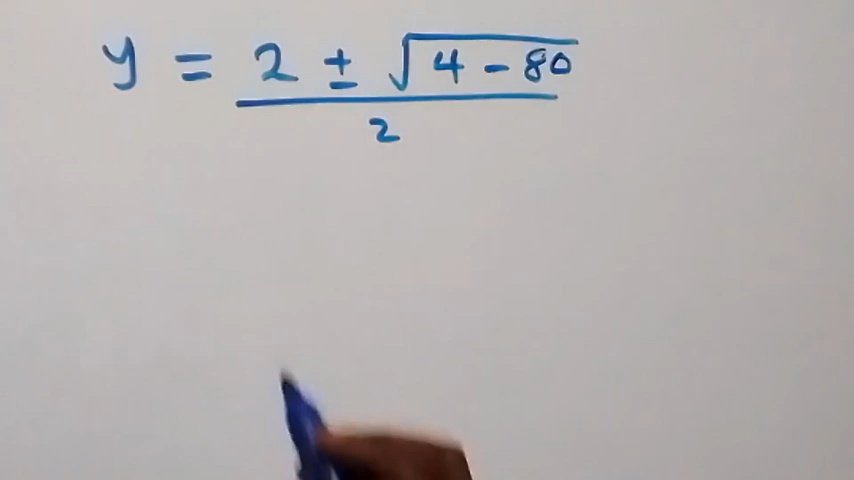 y = 2 ± √4 - 80
2